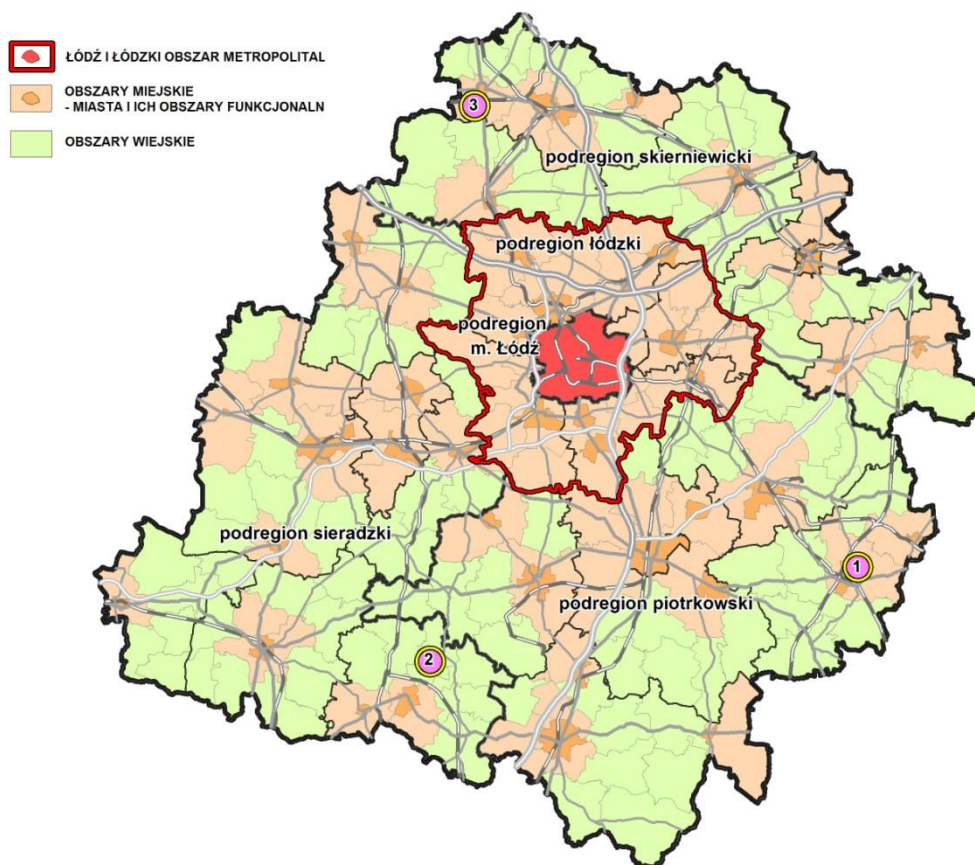 ŁÓDŹ I ŁÓDZKI OBSZAR METROPOLITAL
OBSZARY MIEJSKIE
- MIASTA I ICH OBSZARY FUNKCJONALN
OBSZARY WIEJSKIE
3
podregion skierniewicki
podregion łódzki
podregion
m. Łódź
podregion sieradzki
1
podregion piotrkowski
2